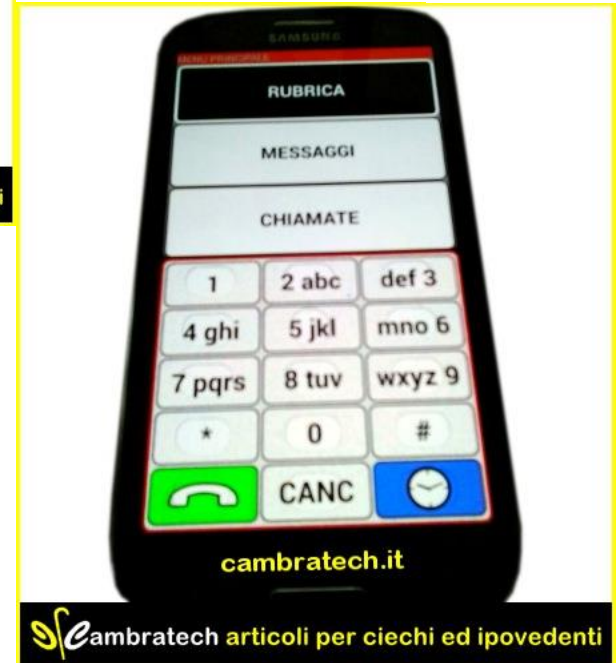 SAMSUNG
MENU PRINCIPALE
RUBRICA
MESSAGGI
CHIAMATE
1 2 abc def 3
4 ghi 5 jkl mno 6
7 pqrs 8 tuv wxyz 9
* 0 #
CANC
cambratech.it
i
Cambratech articoli per ciechi ed ipovedenti